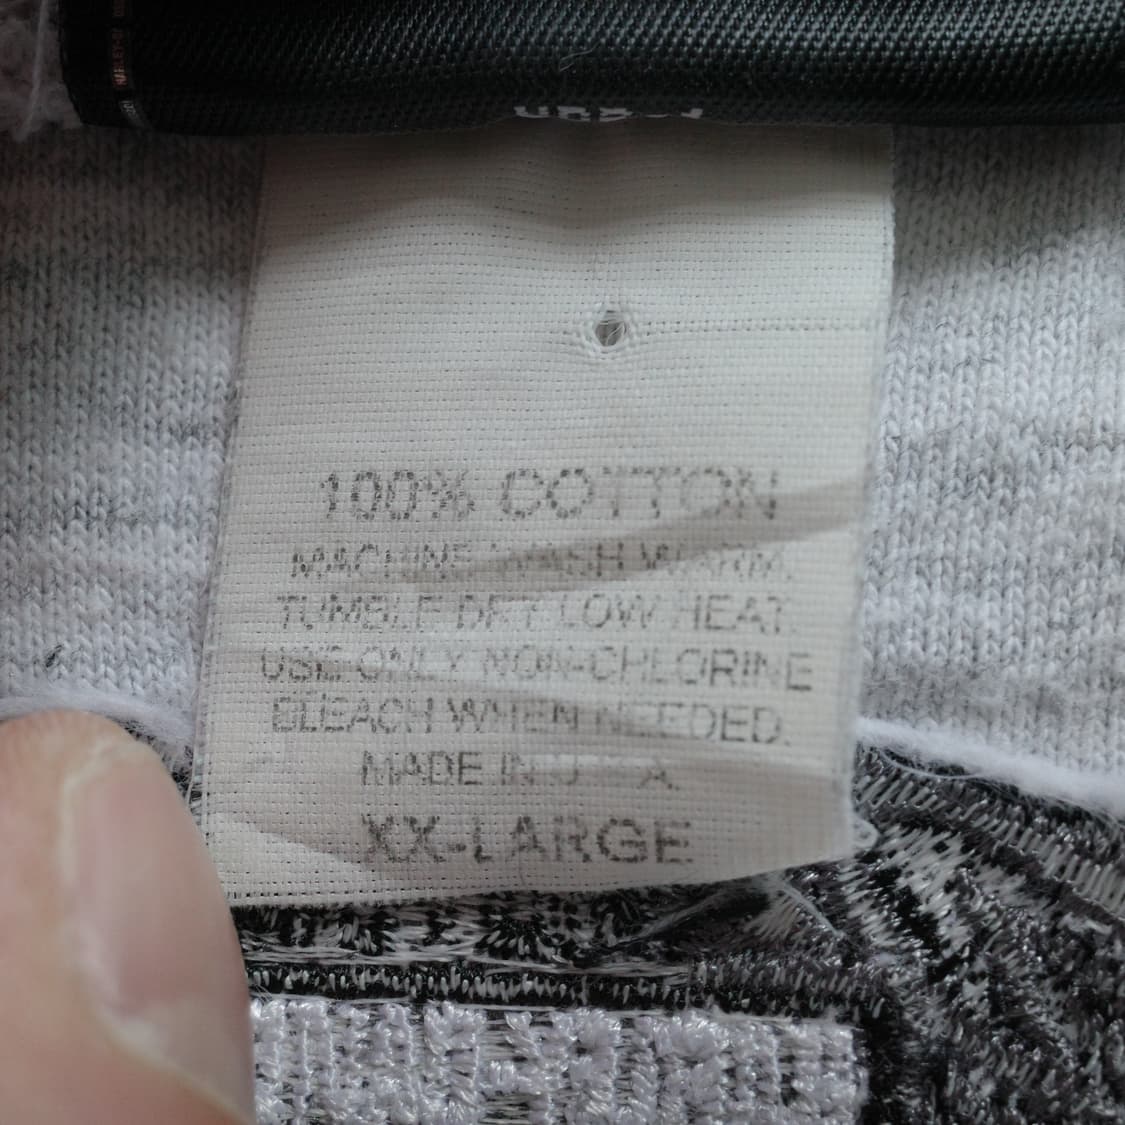 100% COTTON
MACHINE WASH WARM.
TUMBLE DRY LOW HEAT.
USE ONLY NON-CHLORINE
BLEACH WHEN NEEDED.
MADE IN U.S.A.
XX-LARGE